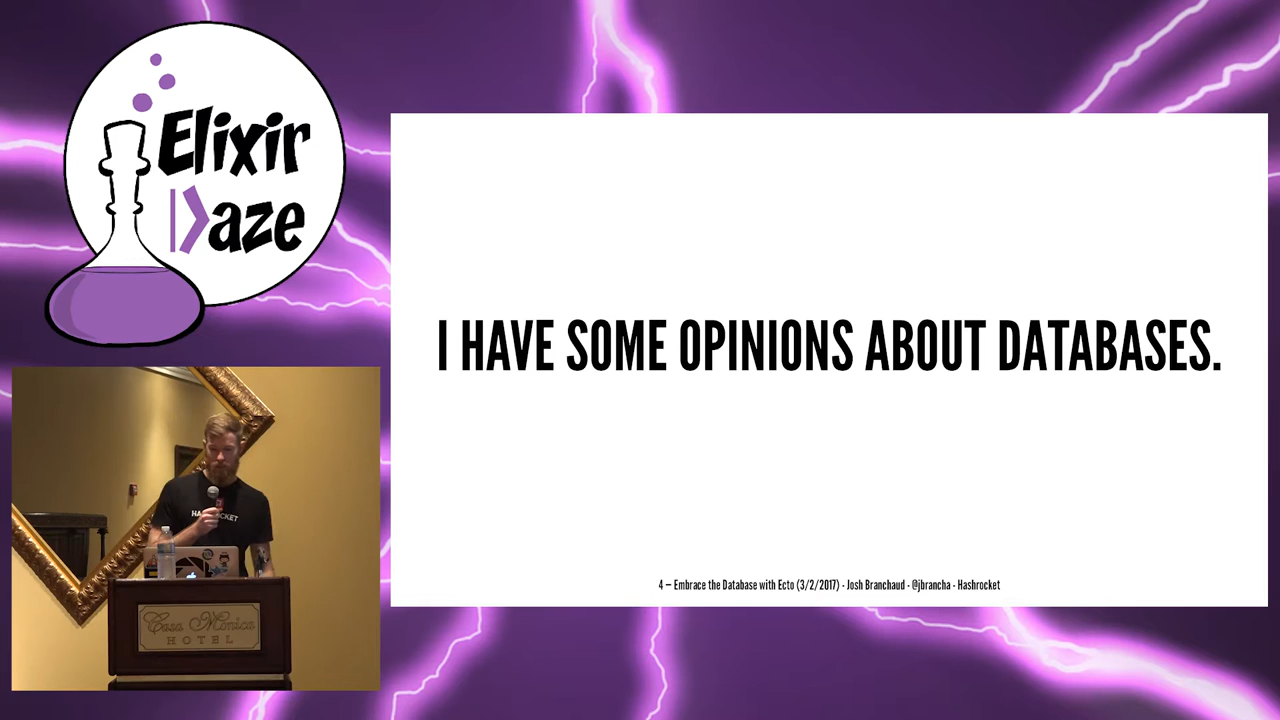 Elixir
Daze
I HAVE SOME OPINIONS ABOUT DATABASES.
4 — Embrace the Database with Ecto (3/2/2017) - Josh Branchaud - @jbrancha - Hashrocket
Casa Monica
HOTEL